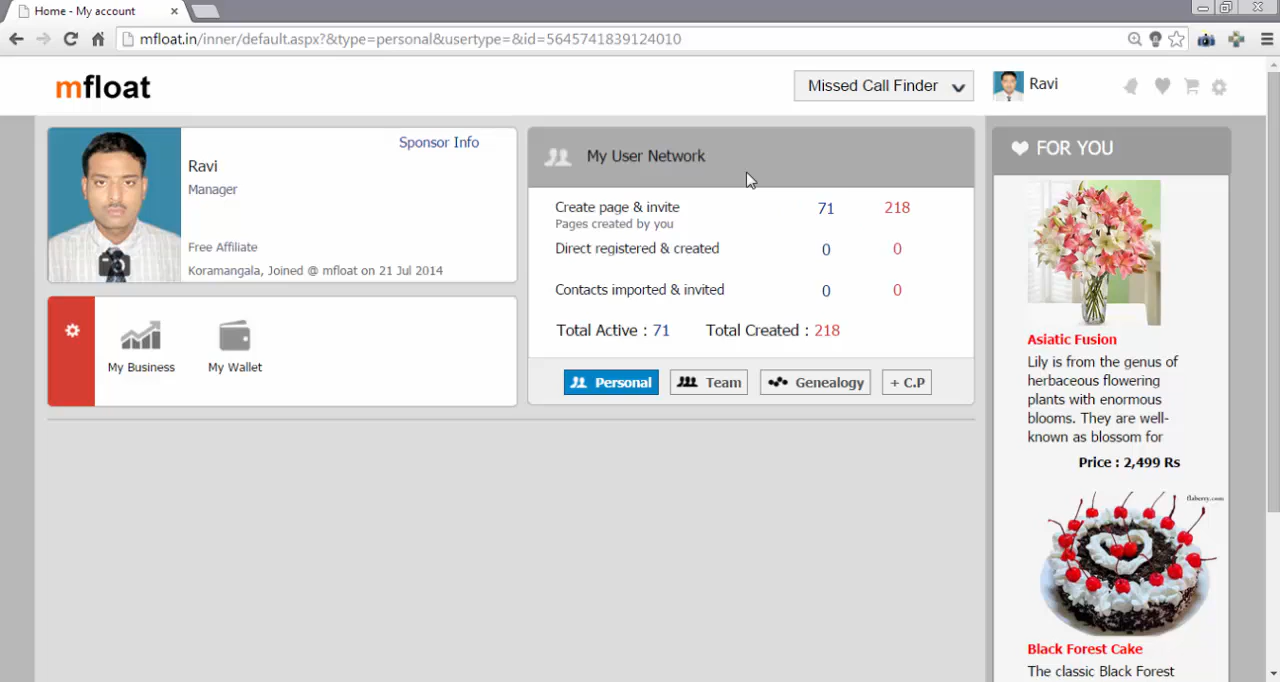 Home - My account
mfloat.in/inner/default.aspx?&type=personal&usertype=&id=5645741839124010
mfloat
Missed Call Finder
Ravi
Sponsor Info
Ravi
Manager
Free Affiliate
Koramangala, Joined @ mfloat on 21 Jul 2014
My Business
My Wallet
My User Network
Create page & invite 71 218
Pages created by you
Direct registered & created 0 0
Contacts imported & invited 0 0
Total Active : 71 Total Created : 218
Personal Team Genealogy + C.P
FOR YOU
Asiatic Fusion
Lily is from the genus of
herbaceous flowering
plants with enormous
blooms. They are well-
known as blossom for
Price : 2,499 Rs
flaberry.com
Black Forest Cake
The classic Black Forest